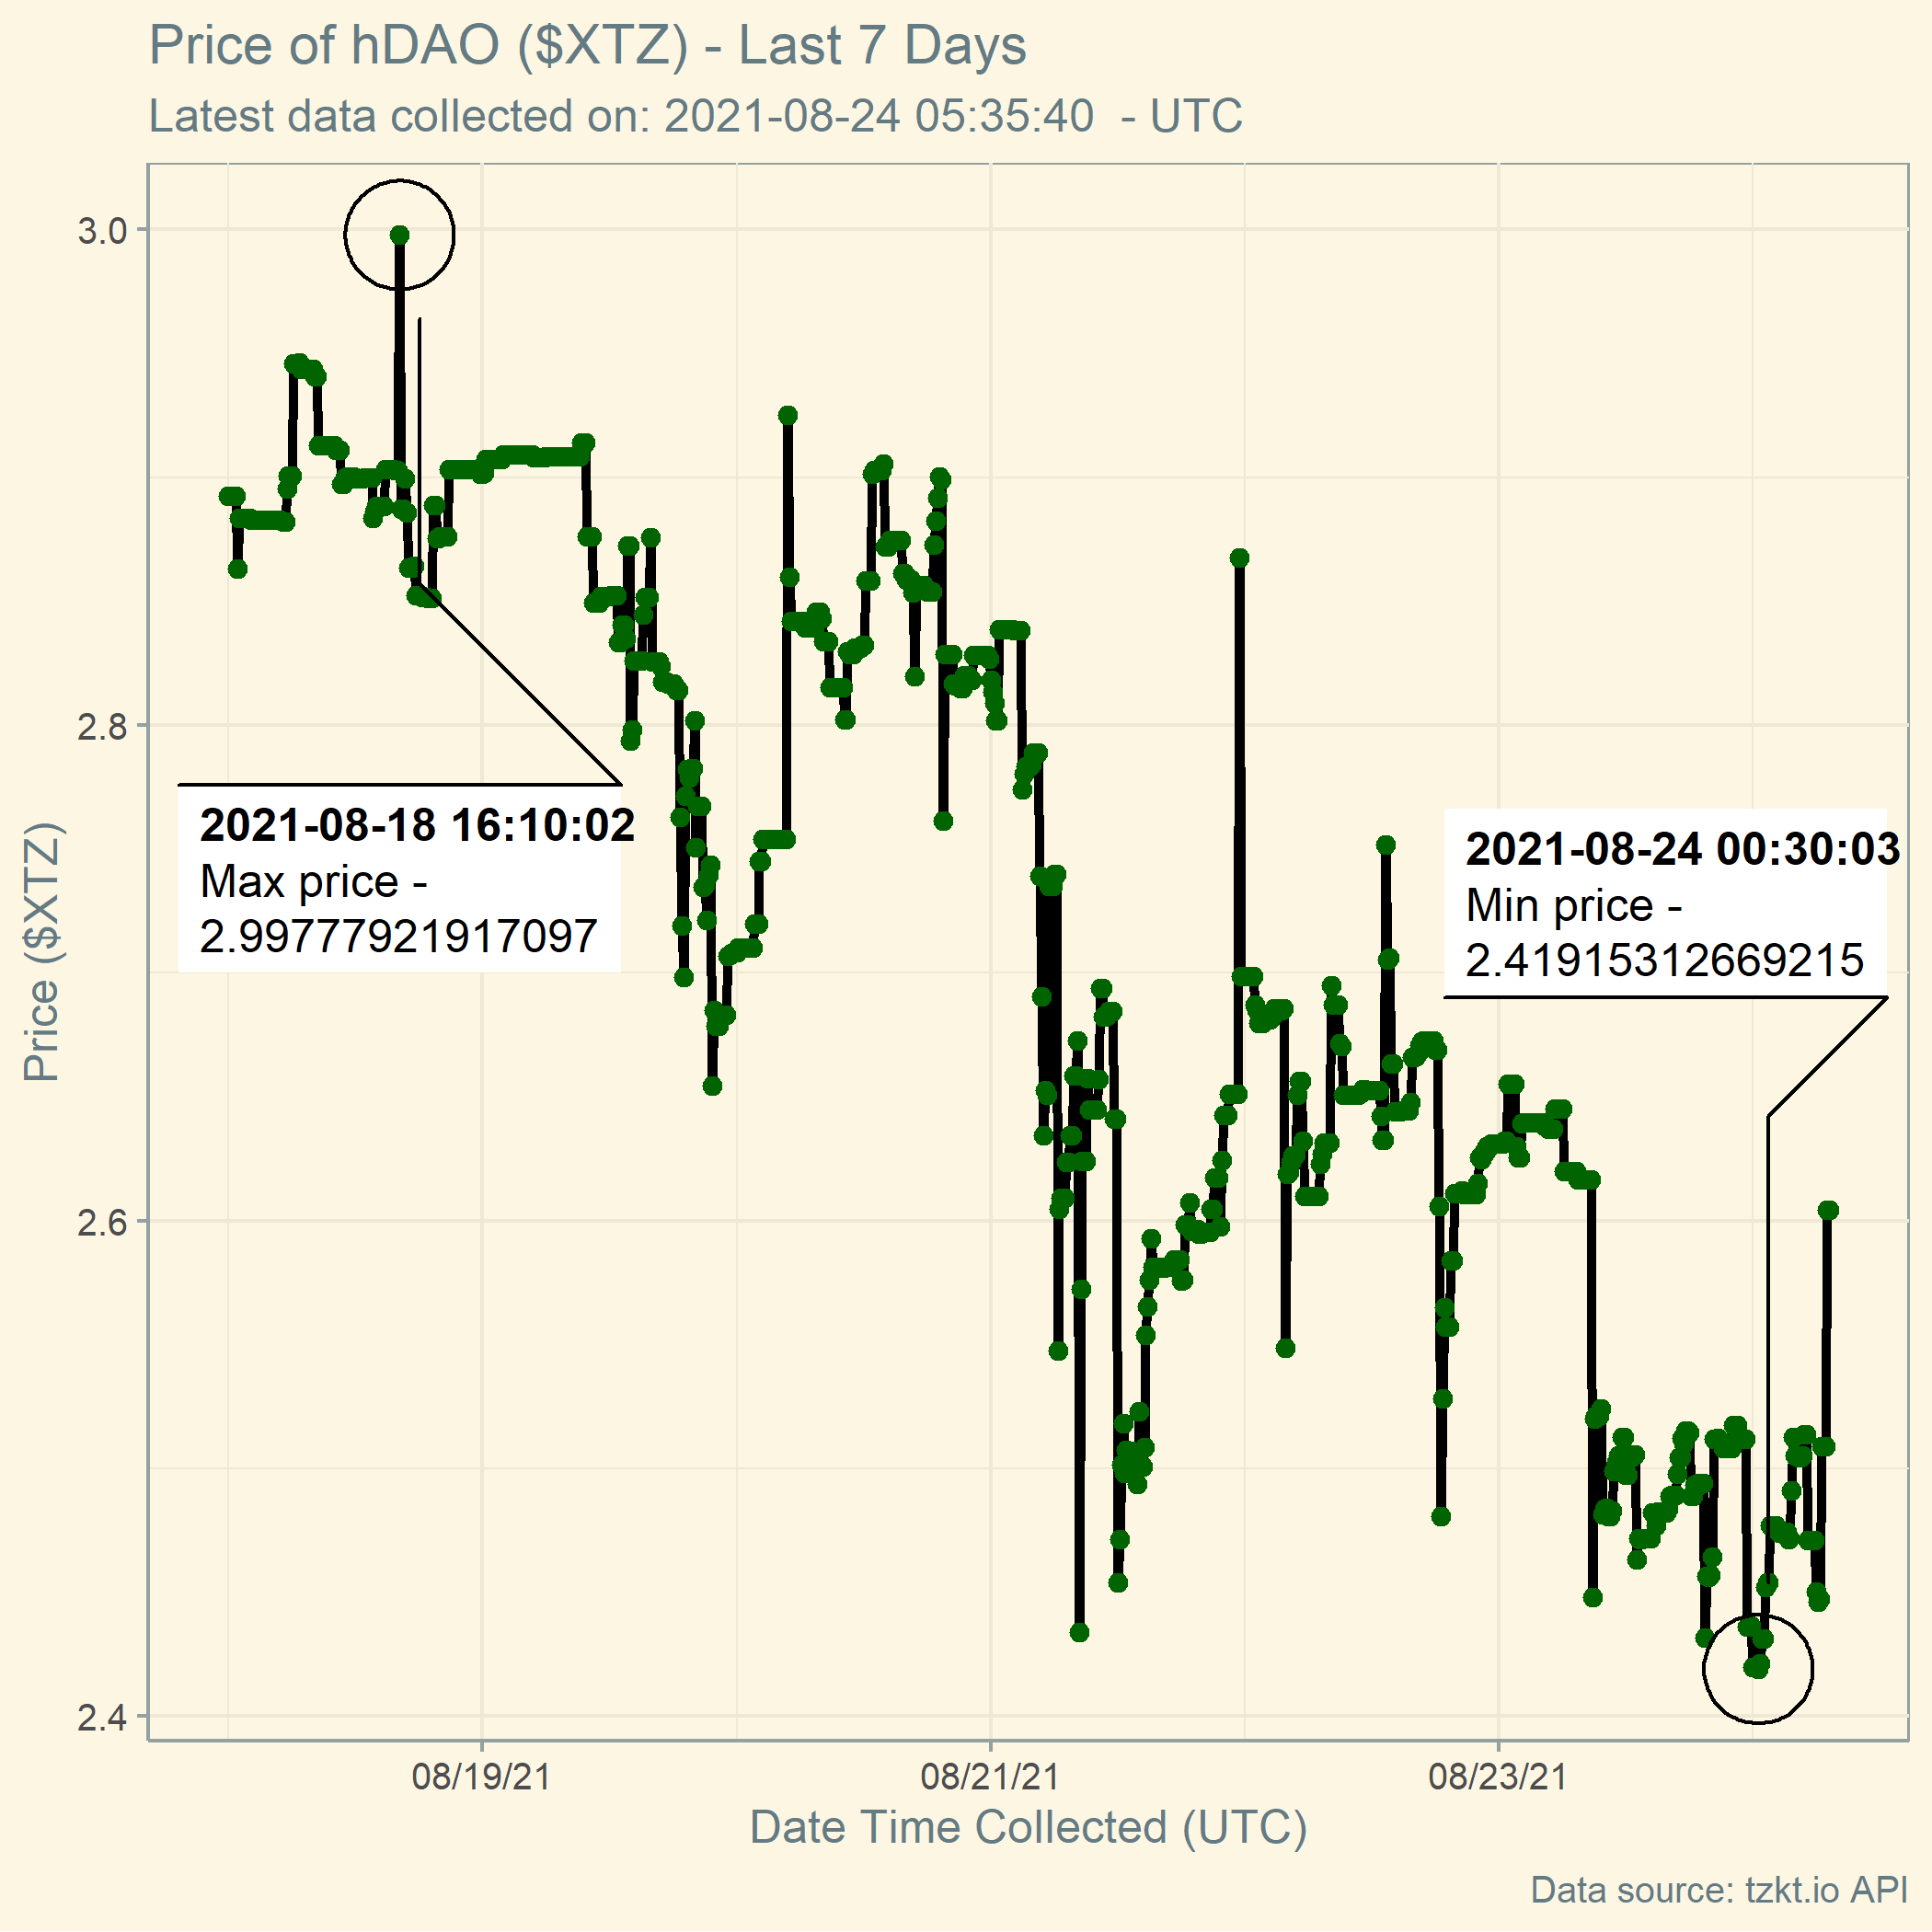 Price of hDAO ($XTZ) - Last 7 Days
Latest data collected on: 2021-08-24 05:35:40  - UTC
3.0
2.8
2.6
2.4
Price ($XTZ)
2021-08-18 16:10:02
Max price -
2.99777921917097
2021-08-24 00:30:03
Min price -
2.41915312669215
08/19/21
08/21/21
08/23/21
Date Time Collected (UTC)
Data source: tzkt.io API